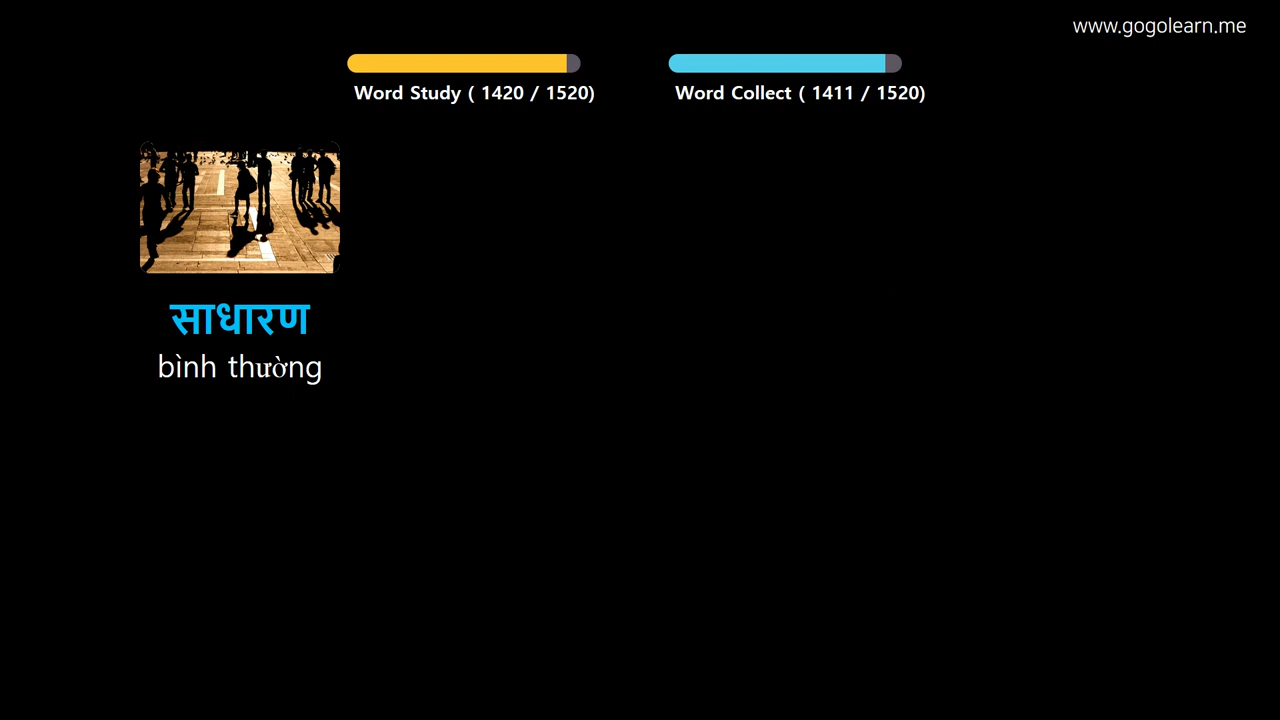 www.gogolearn.me
Word Study ( 1420 / 1520)
Word Collect ( 1411 / 1520)
साधारण
bình thường